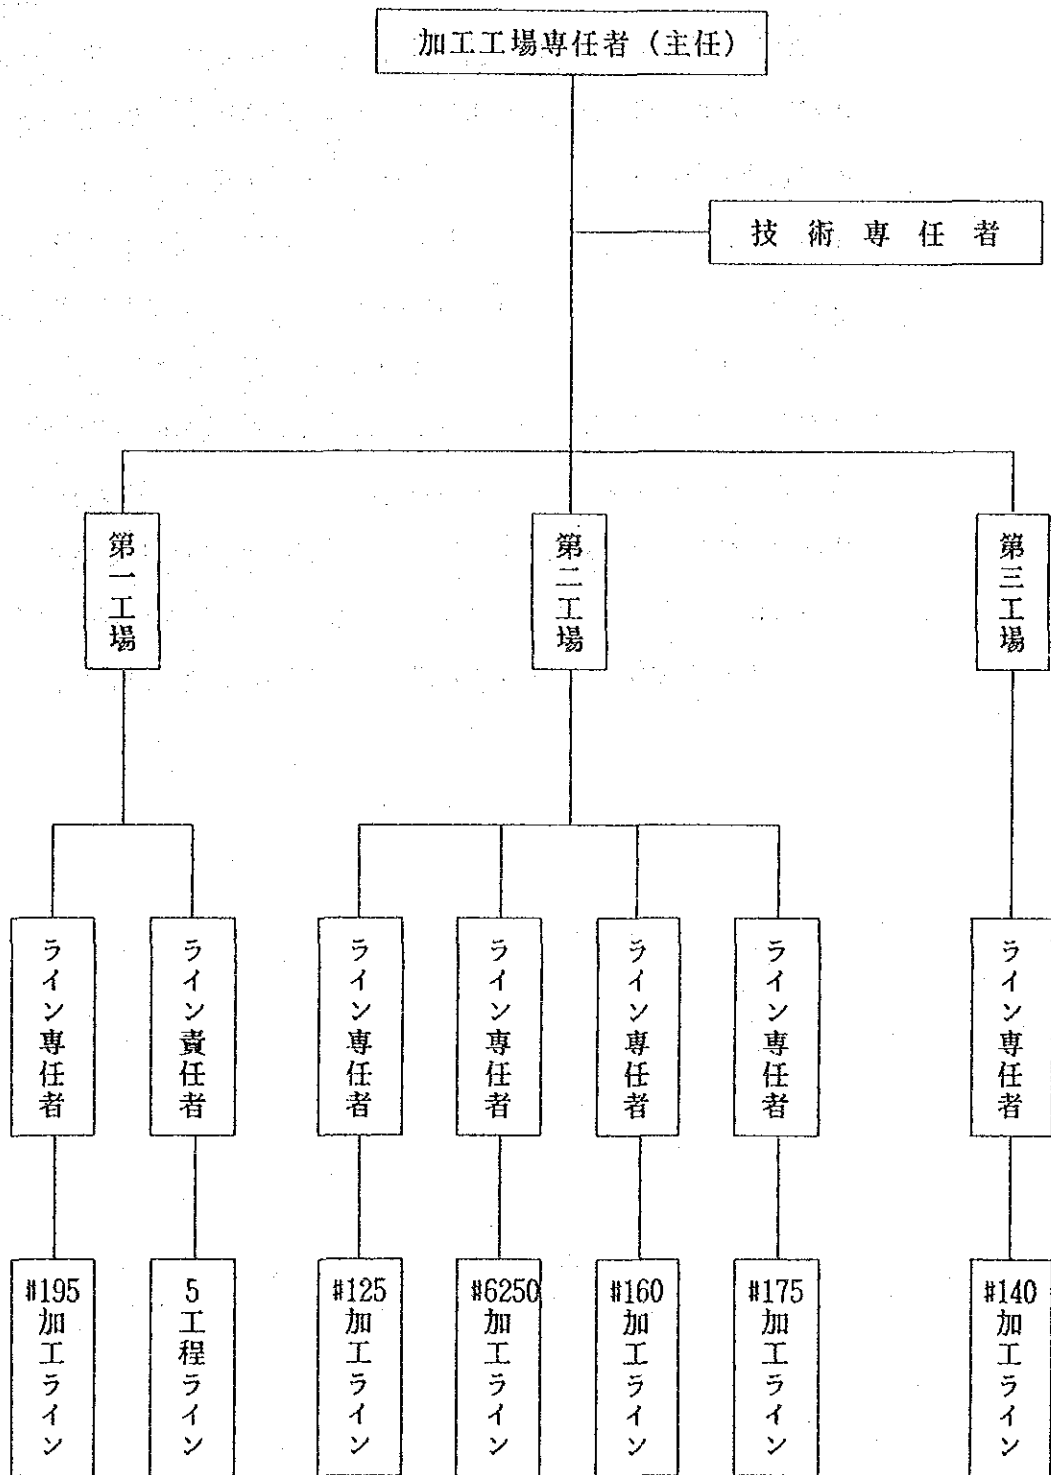 加工工場専任者(主任)
技術専任者
第一工場
第二工場
第三工場
ライン専任者
ライン責任者
ライン専任者
ライン専任者
ライン専任者
ライン専任者
ライン専任者
#195加工ライン
5工程ライン
#125加工ライン
#6250加工ライン
#160加工ライン
#175加工ライン
#140加工ライン